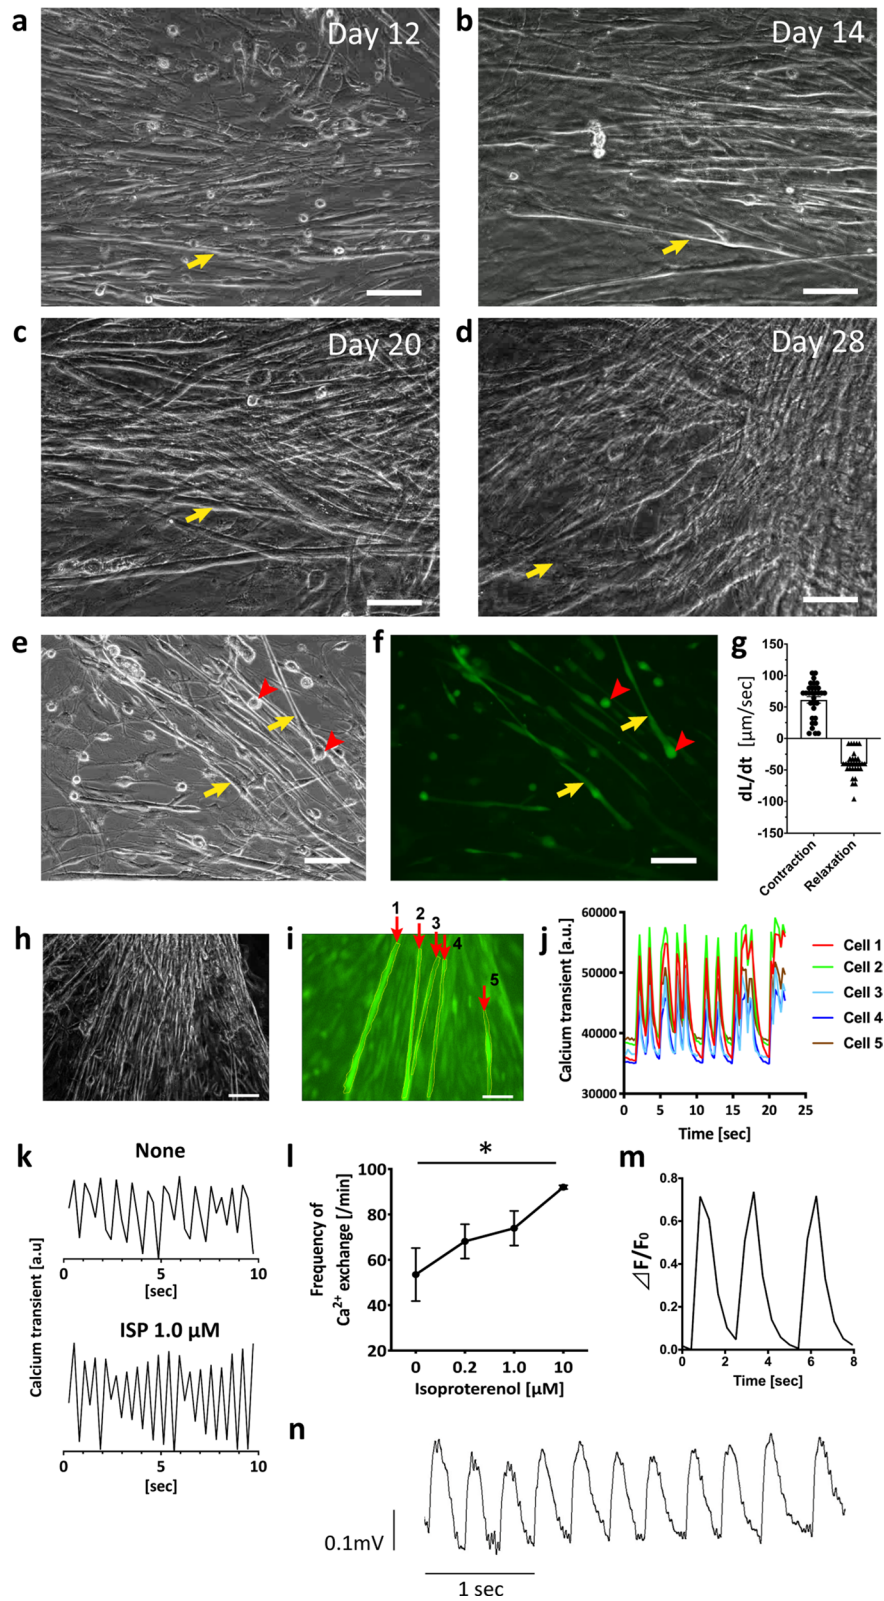 a
Day 12
b
Day 14
c
Day 20
d
Day 28
e
f
g
dL/dt [µm/sec]
150
100
50
0
-50
-100
-150
Contraction
Relaxation
h
i
1
2
3
4
5
j
Calcium transient [a.u.]
60000
50000
40000
30000
0
5
10
15
20
25
Time [sec]
Cell 1
Cell 2
Cell 3
Cell 4
Cell 5
k
Calcium transient [a.u]
None
0
10
[sec]
ISP 1.0 µM
0
10
[sec]
l
Frequency of
Ca2+ exchange [/min]
100
80
60
40
20
*
0
0.2
1.0
10
Isoproterenol [µM]
m
⊿F/F0
0.8
0.6
0.4
0.2
0.0
0
2
4
6
8
Time [sec]
n
0.1mV
1 sec